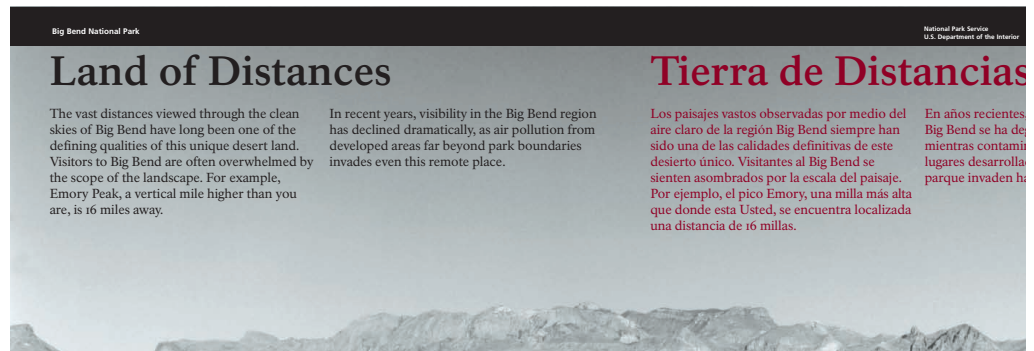 Big Bend National Park
National Park Service
U.S. Department of the Interior
Land of Distances
The vast distances viewed through the clean
skies of Big Bend have long been one of the
defining qualities of this unique desert land.
Visitors to Big Bend are often overwhelmed by
the scope of the landscape. For example,
Emory Peak, a vertical mile higher than you
are, is 16 miles away.
In recent years, visibility in the Big Bend region
has declined dramatically, as air pollution from
developed areas far beyond park boundaries
invades even this remote place.
Tierra de Distancias
Los paisajes vastos observadas por medio del
aire claro de la región Big Bend siempre han
sido una de las calidades definitivas de este
desierto único. Visitantes al Big Bend se
sienten asombrados por la escala del paisaje.
Por ejemplo, el pico Emory, una milla más alta
que donde esta Usted, se encuentra localizada
una distancia de 16 millas.
En años recientes,
Big Bend se ha
mientras
lugares
parque invaden